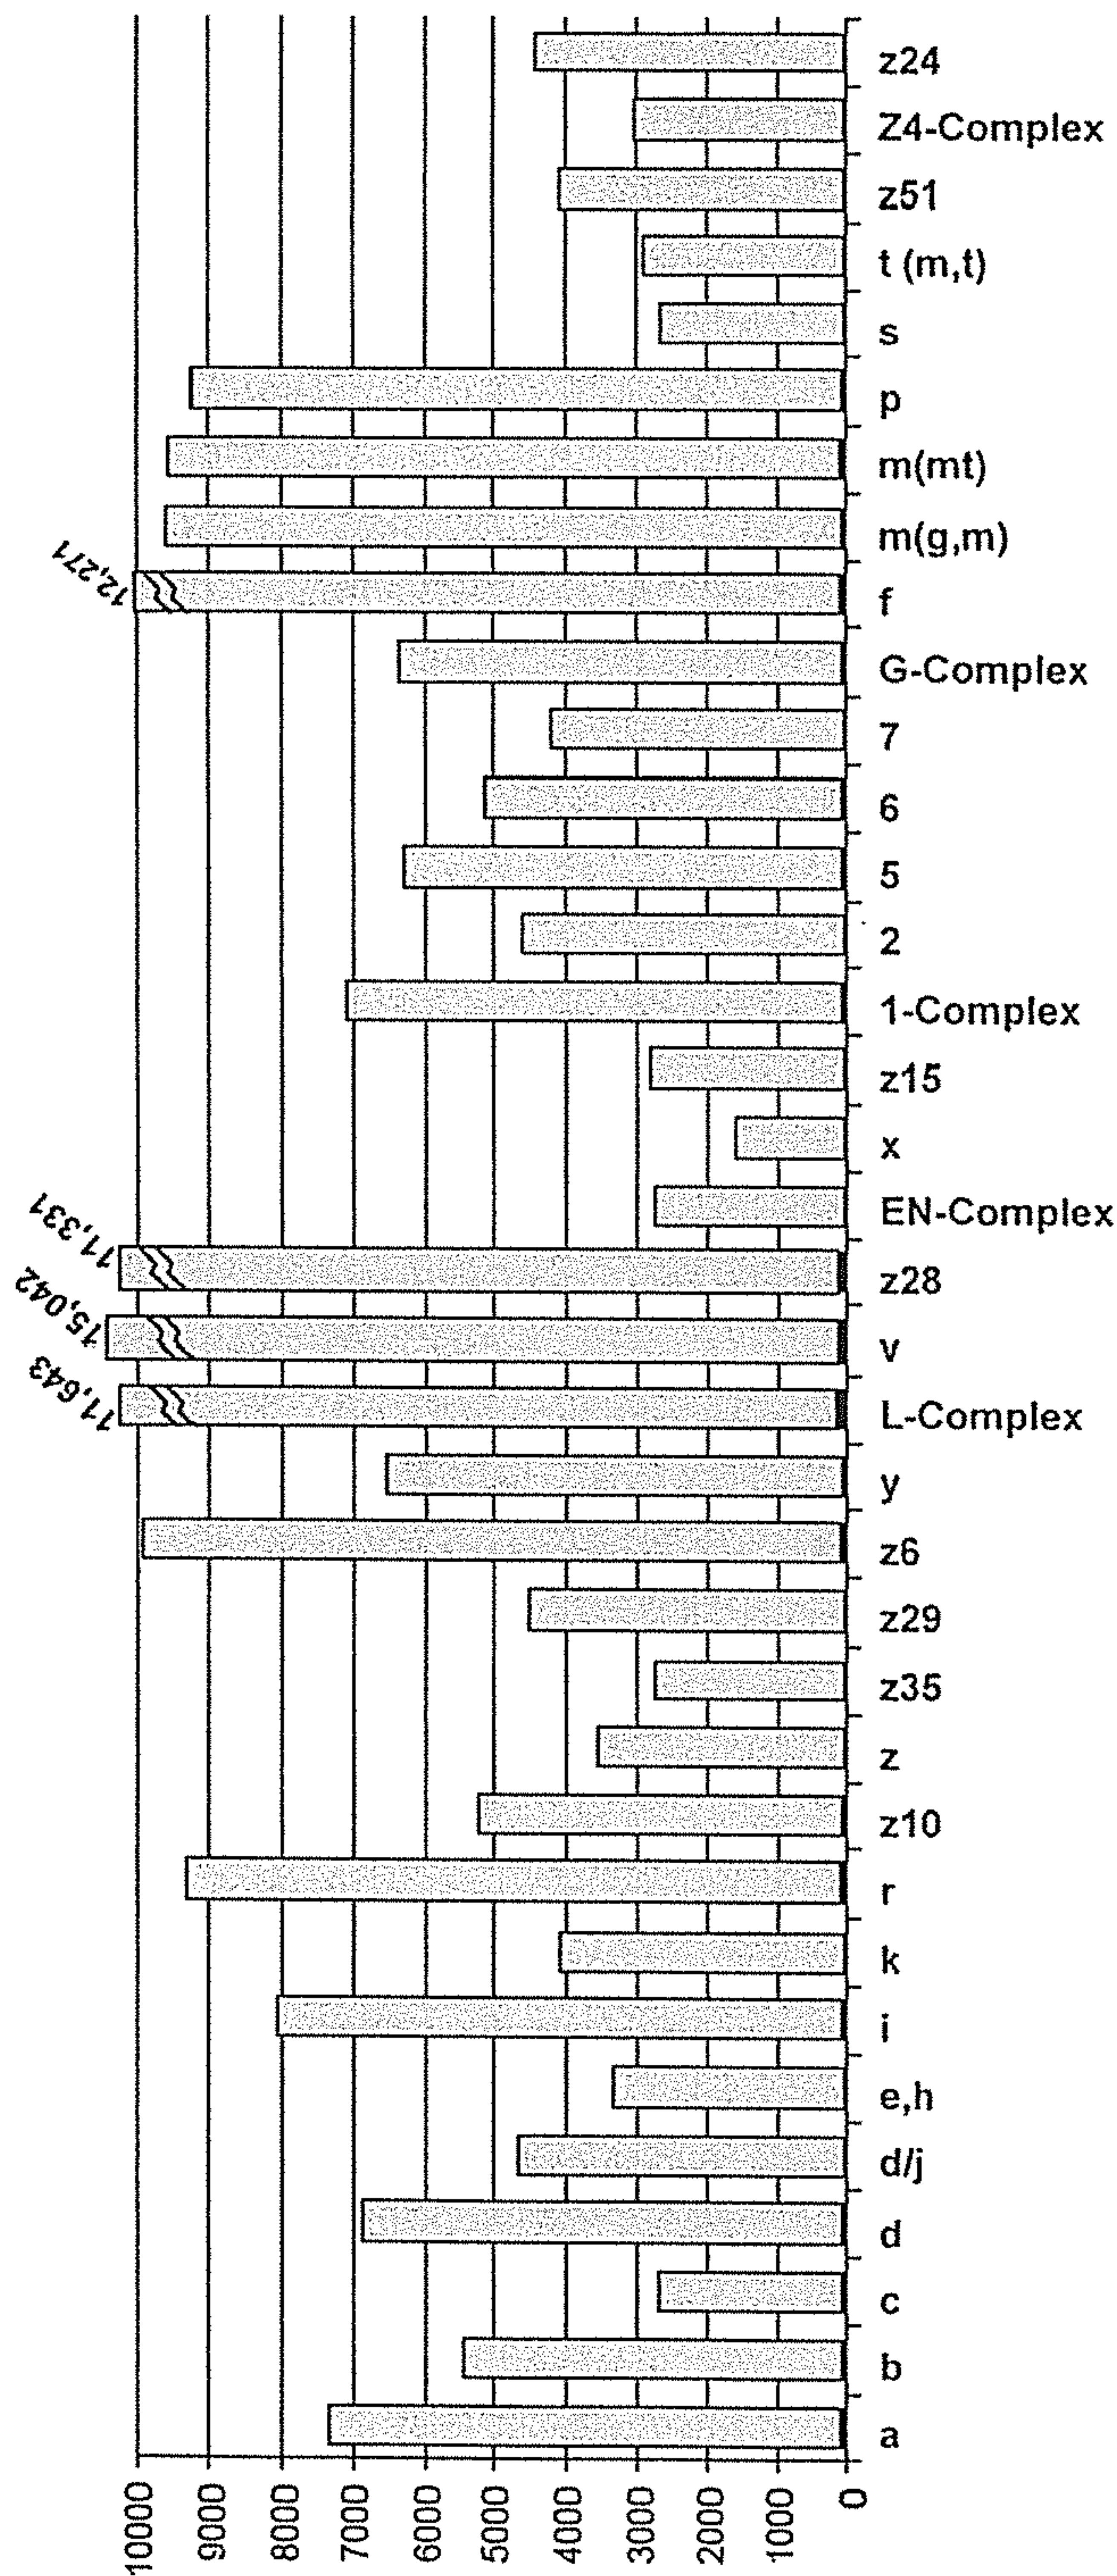 z24
Z4-Complex
z51
t (m,t)
s
p
m(mt)
m(g,m)
12,271
f
G-Complex
7
6
5
2
1-Complex
z15
x
EN-Complex
11,331
z28
15,042
v
11,643
L-Complex
y
z6
z29
z35
z
z10
r
k
i
e,h
d/j
d
c
b
a
10000
9000
8000
7000
6000
5000
4000
3000
2000
1000
0